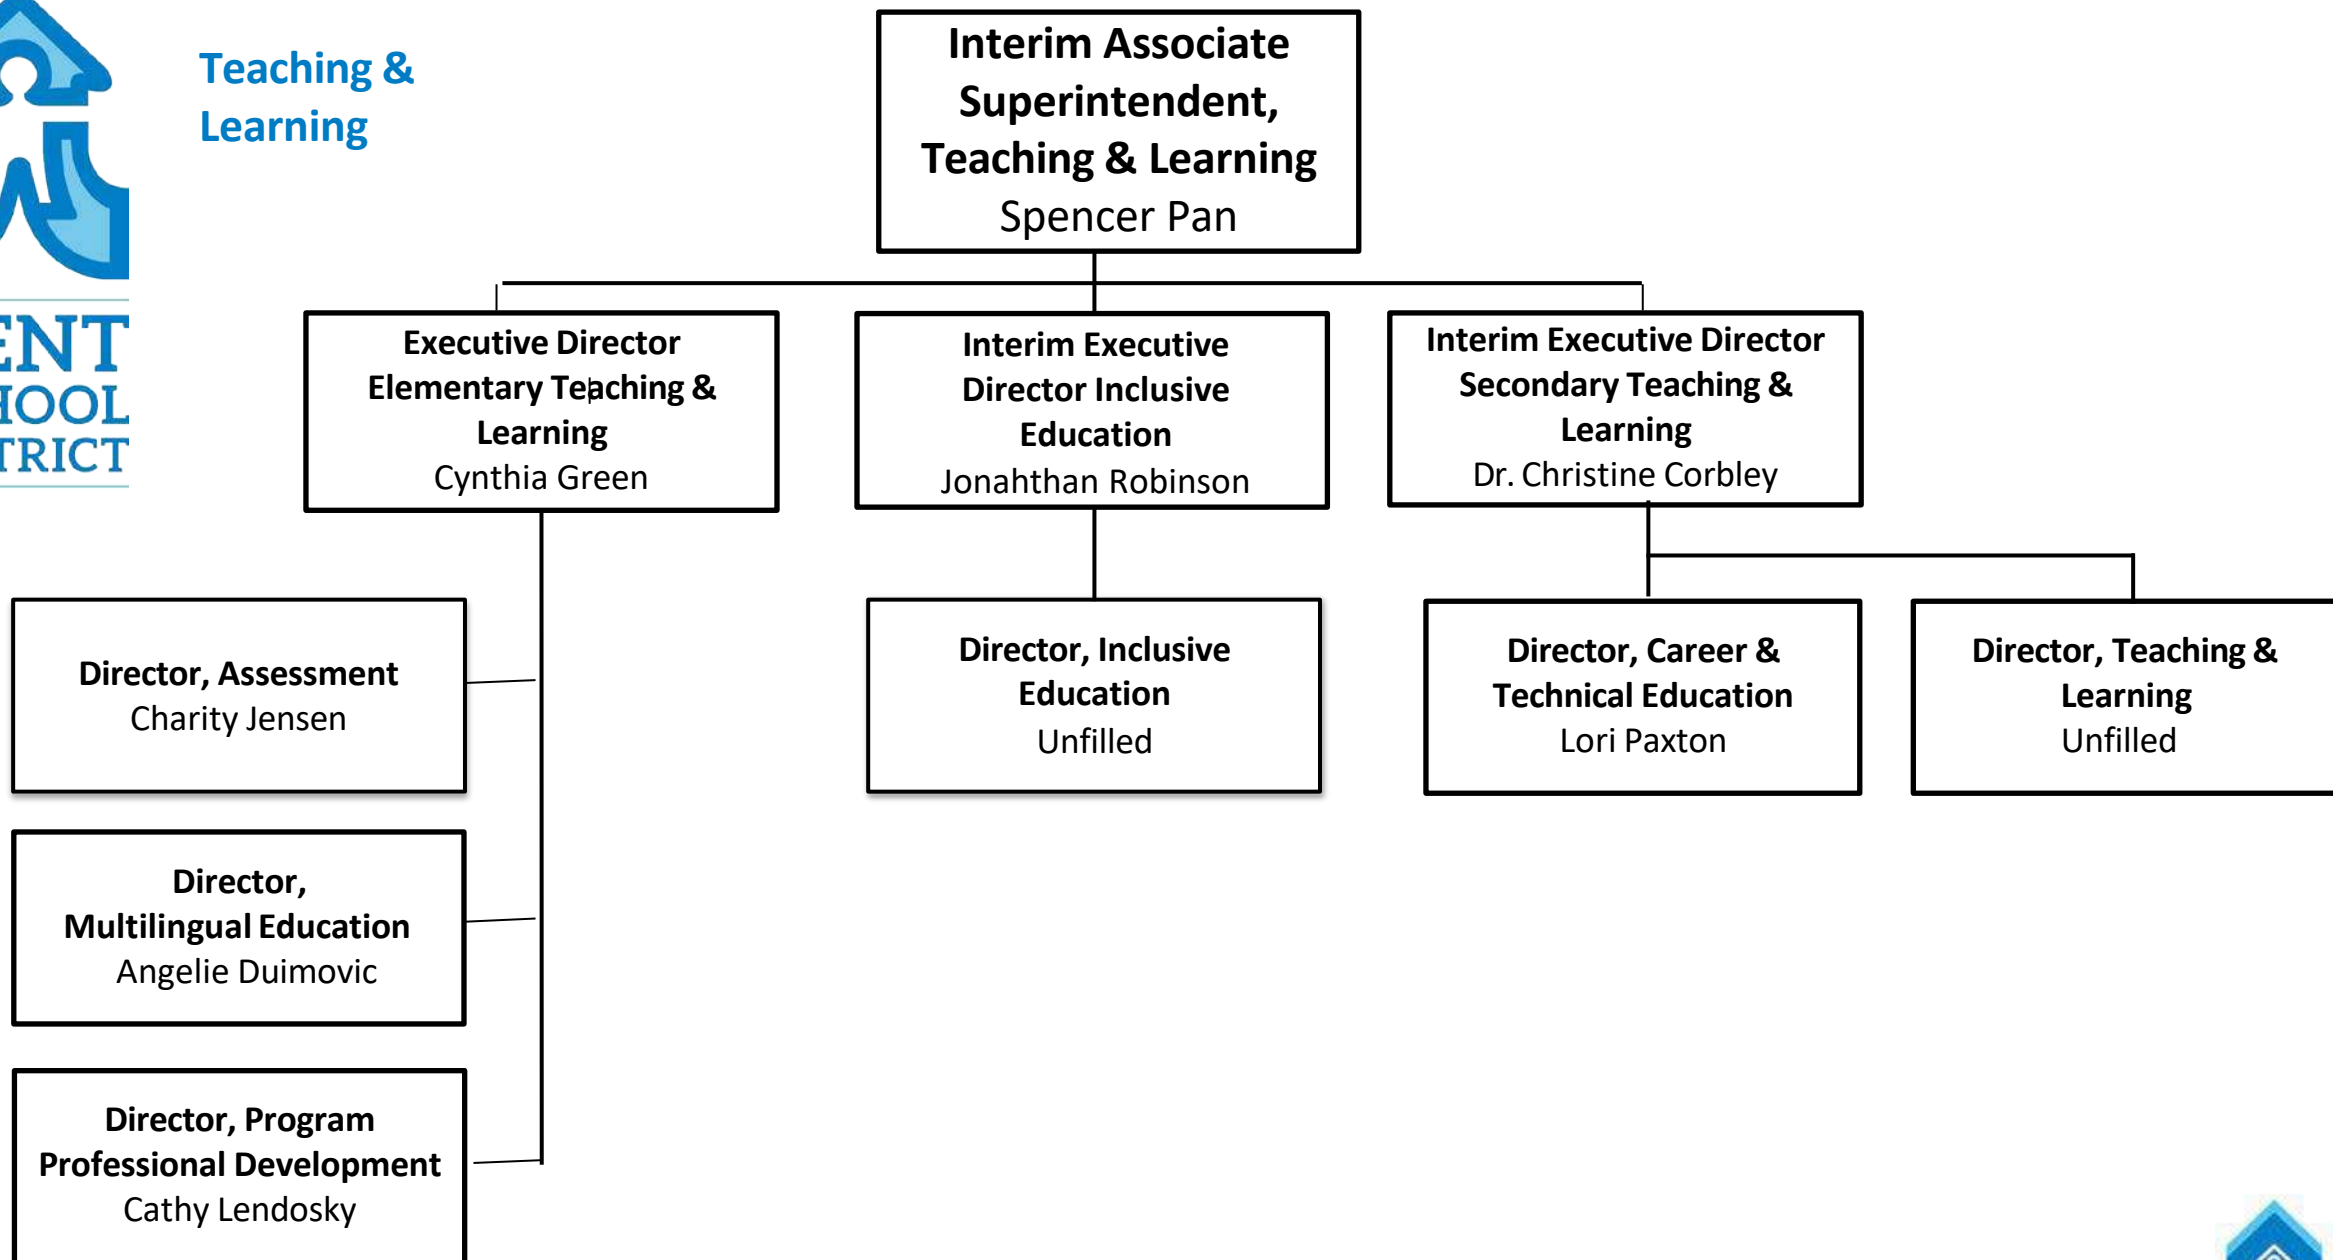 Teaching &
Learning
ENT
HOOL
TRICT
Interim Associate
Superintendent,
Teaching & Learning
Spencer Pan
Executive Director
Elementary Teaching &
Learning
Cynthia Green
Interim Executive
Director Inclusive
Education
Jonahthan Robinson
Interim Executive Director
Secondary Teaching &
Learning
Dr. Christine Corbley
Director, Assessment
Charity Jensen
Director, Inclusive
Education
Unfilled
Director, Career &
Technical Education
Lori Paxton
Director, Teaching &
Learning
Unfilled
Director,
Multilingual Education
Angelie Duimovic
Director, Program
Professional Development
Cathy Lendosky